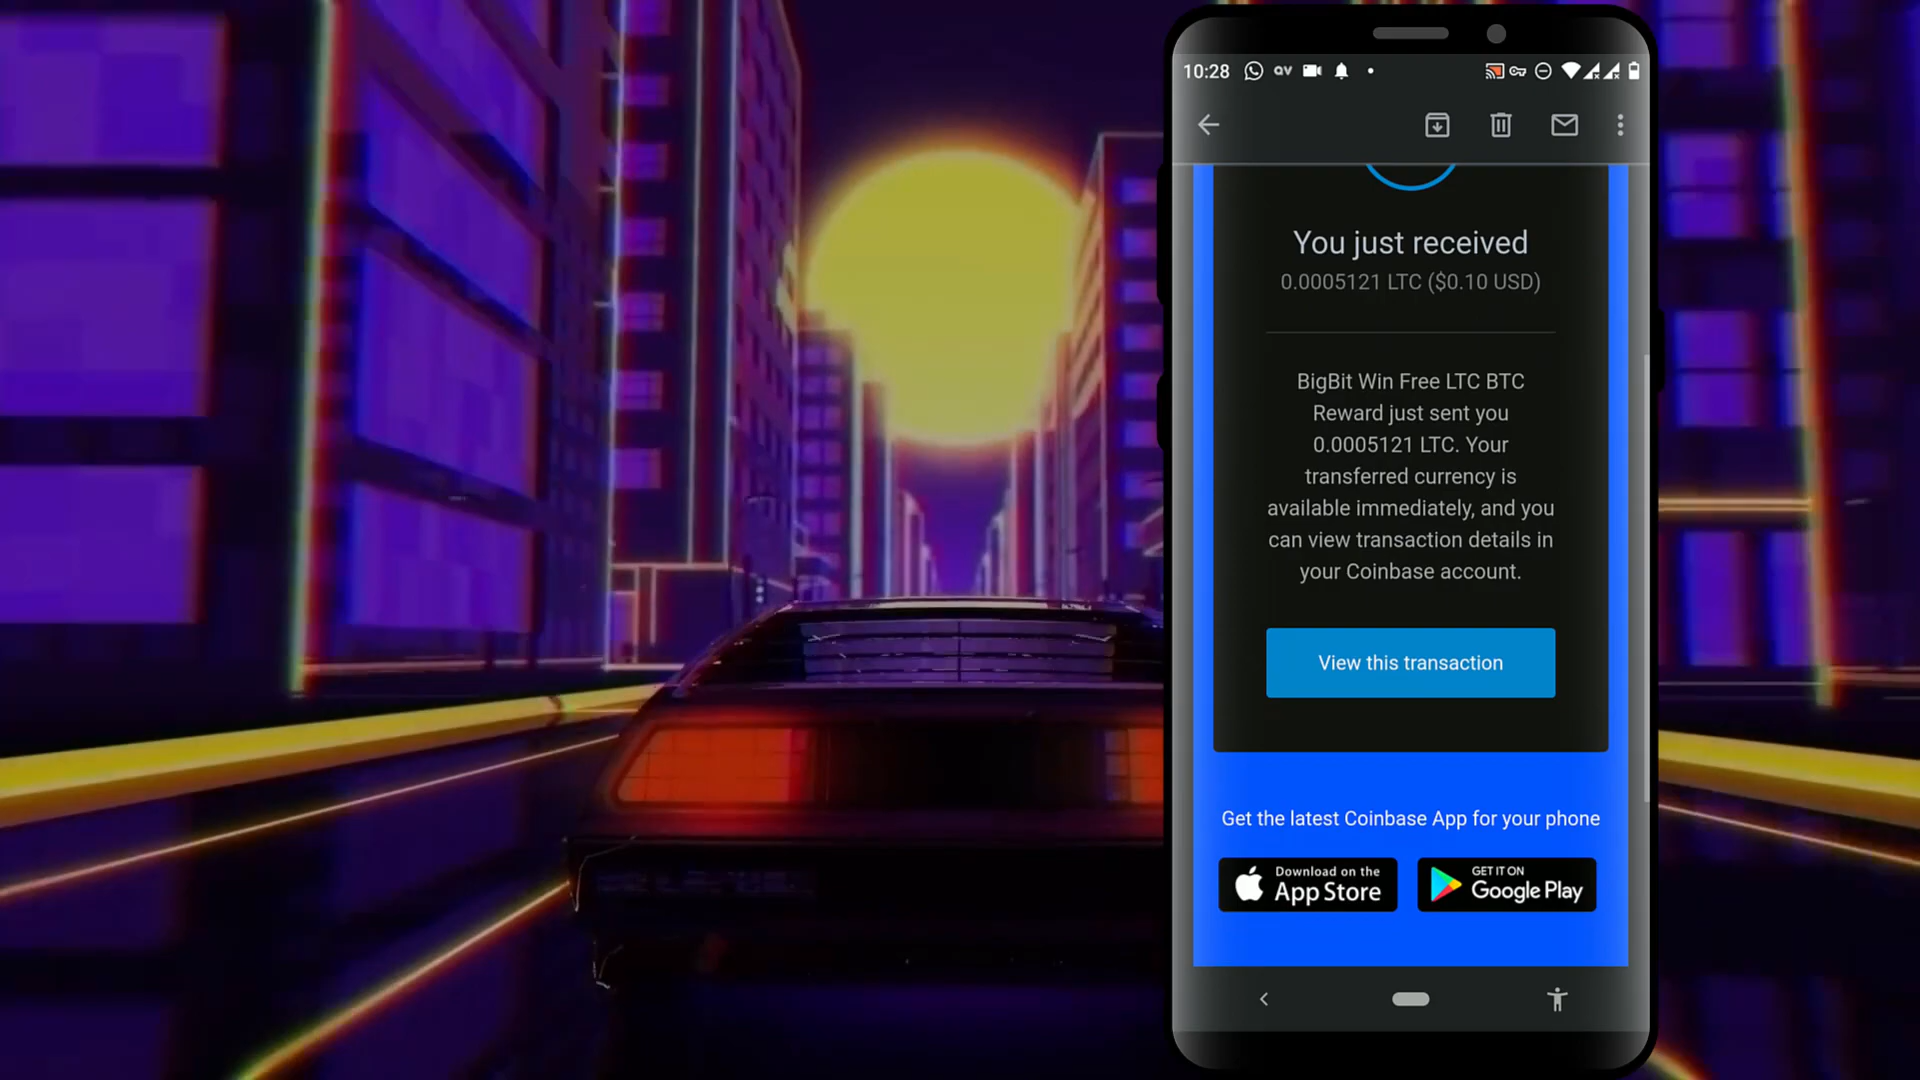 10:28
You just received
0.0005121 LTC ($0.10 USD)
BigBit Win Free LTC BTC
Reward just sent you
0.0005121 LTC. Your
transferred currency is
available immediately, and you
can view transaction details in
your Coinbase account.
View this transaction
Get the latest Coinbase App for your phone
Download on the
App Store
GET IT ON
Google Play